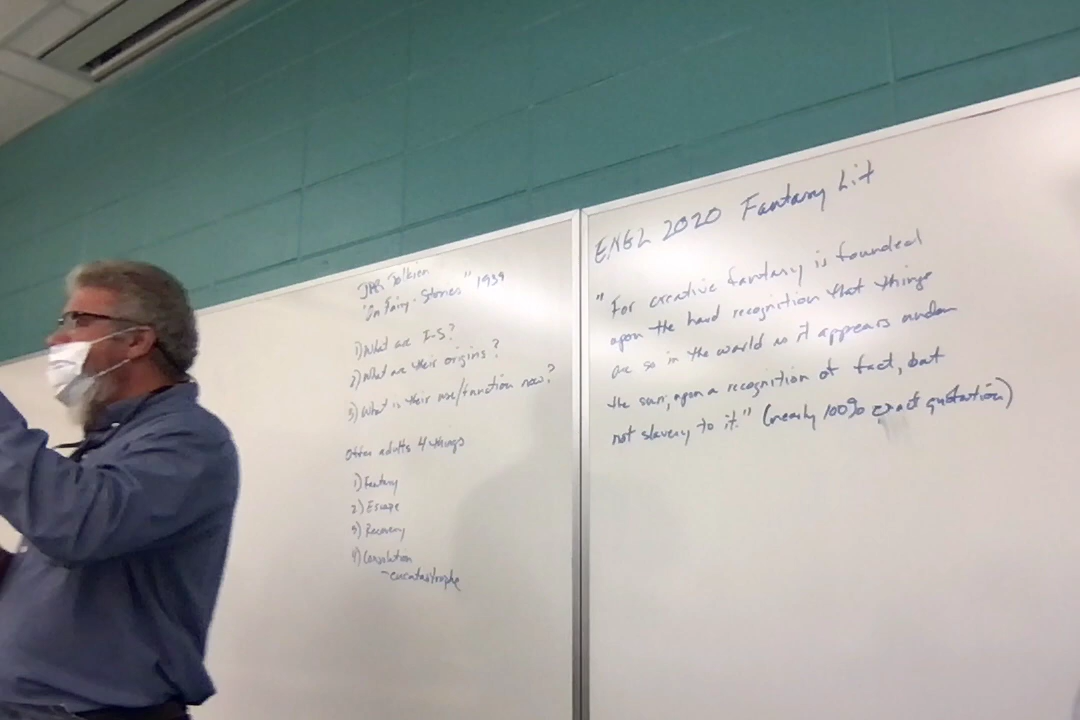 JRR Tolkien
"On Fairy-Stories" 1939
1) What are F-S?
2) What are their origins?
3) What is their use/function now?
Offer adults 4 things
1) Fantasy
2) Escape
3) Recovery
4) Consolation
- eucatastrophe
ENGL 2020 Fantasy Lit
"For creative fantasy is founded
upon the hard recognition that things
are so in the world as it appears under
the sun; upon a recognition of fact, but
not slavery to it." (nearly 100% exact quotation)